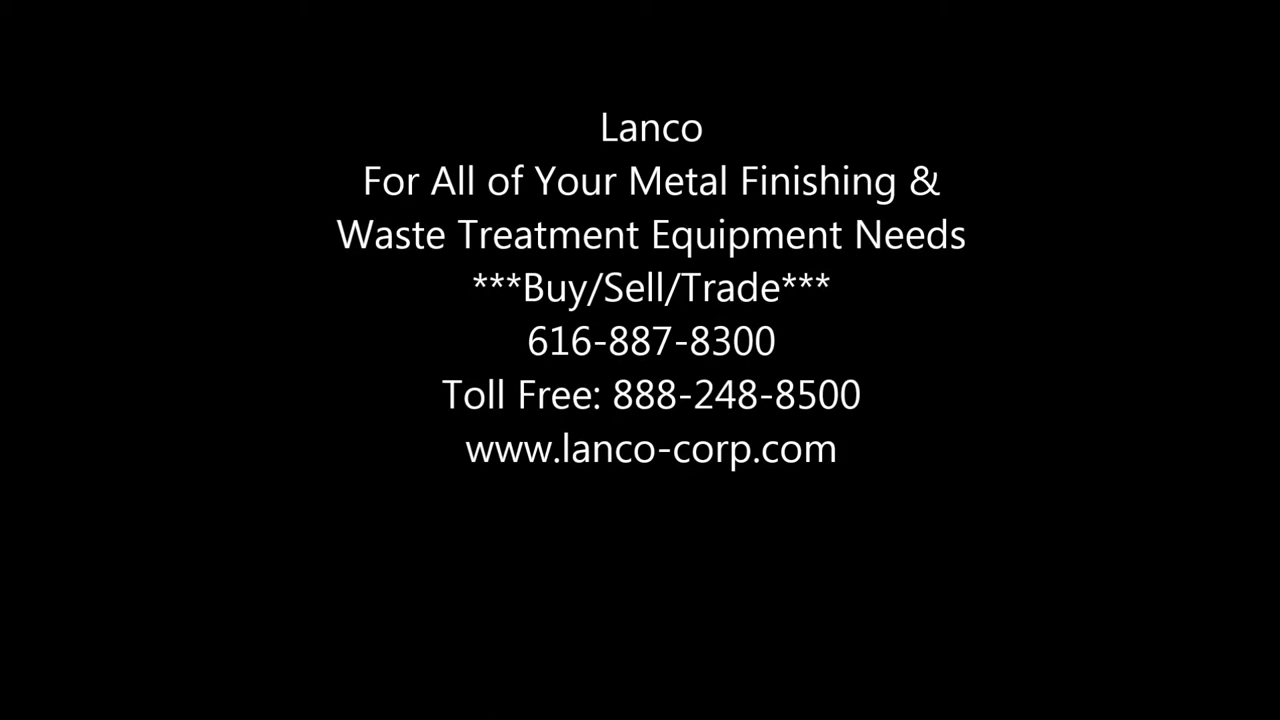 Lanco
For All of Your Metal Finishing &
Waste Treatment Equipment Needs
***Buy/Sell/Trade***
616-887-8300
Toll Free: 888-248-8500
www.lanco-corp.com